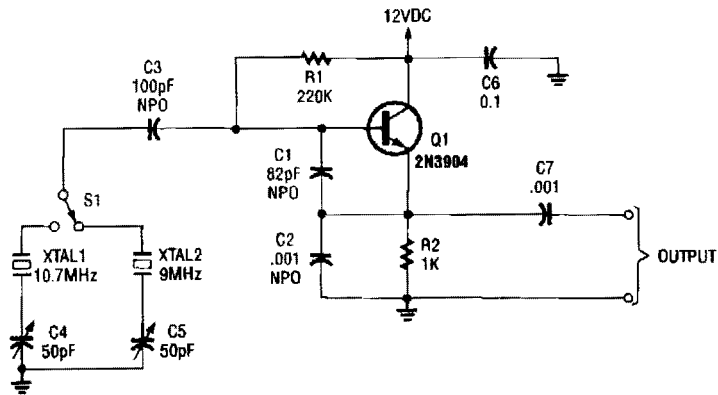 12VDC
C3
100pF
NPO
R1
220K
C6
0.1
Q1
2N3904
C1
82pF
NPO
C7
.001
S1
C2
.001
NPO
R2
1K
OUTPUT
XTAL1
10.7MHz
XTAL2
9MHz
C4
50pF
C5
50pF